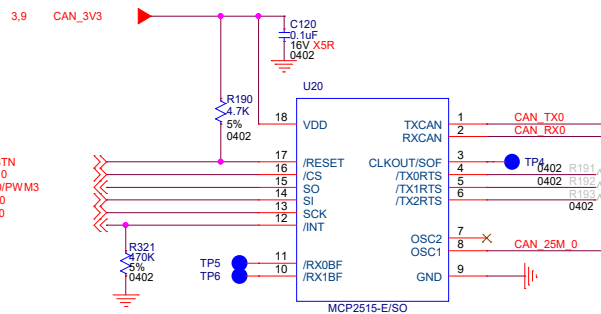 3,9 CAN_3V3
C120
0.1uF
16V X5R
0402
U20
R190
4.7K
5%
0402
18 VDD
17 /RESET
16 /CS
15 SO
14 SI
13 SCK
12 /INT
11 /RX0BF
10 /RX1BF
TXCAN 1 CAN_TX0
RXCAN 2 CAN_RX0
CLKOUT/SOF 3 TP4
/TX0RTS 4 0402 R191
/TX1RTS 5 R192
/TX2RTS 6 R193
0402
OSC2 7
OSC1 8 CAN_25M_0
GND 9
TN
0
/PWM3
0
0
R321
470K
5%
0402
TP5
TP6
MCP2515-E/SO